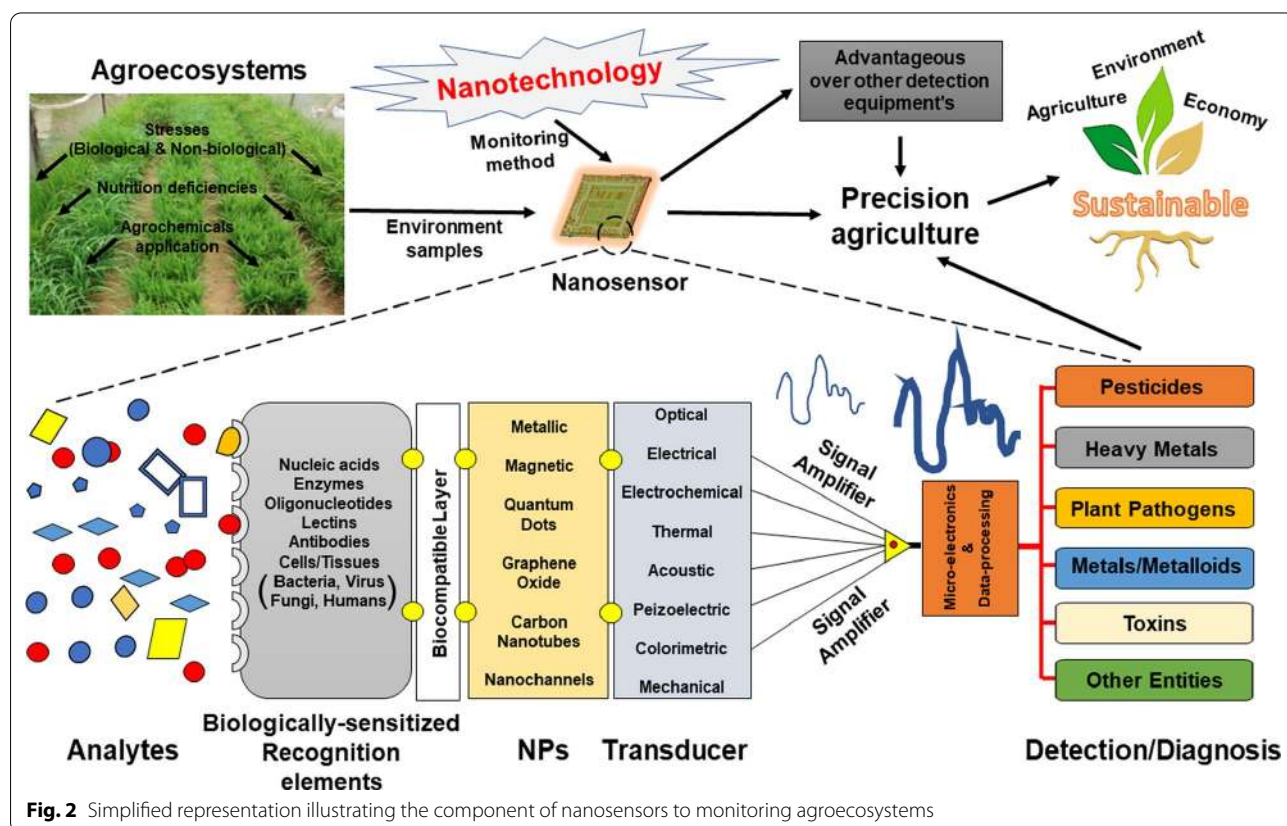 Agroecosystems
Stresses
(Biological & Non-biological)
Nutrition deficiencies
Agrochemicals
application
Nanotechnology
Monitoring
method
Environment
samples
Nanosensor
Advantageous
over other detection
equipment's
Precision
agriculture
Environment
Agriculture
Economy
Sustainable
Nucleic acids
Enzymes
Oligonucleotides
Lectins
Antibodies
Cells/Tissues
(Bacteria, Virus
Fungi, Humans)
Biocompatible Layer
Metallic
Magnetic
Quantum
Dots
Graphene
Oxide
Carbon
Nanotubes
Nanochannels
Optical
Electrical
Electrochemical
Thermal
Acoustic
Peizoelectric
Colorimetric
Mechanical
Signal
Amplifier
Signal
Amplifier
Micro-electronics
&
Data-processing
Pesticides
Heavy Metals
Plant Pathogens
Metals/Metalloids
Toxins
Other Entities
Analytes
Biologically-sensitized
Recognition
elements
NPs
Transducer
Detection/Diagnosis
Fig. 2 Simplified representation illustrating the component of nanosensors to monitoring agroecosystems